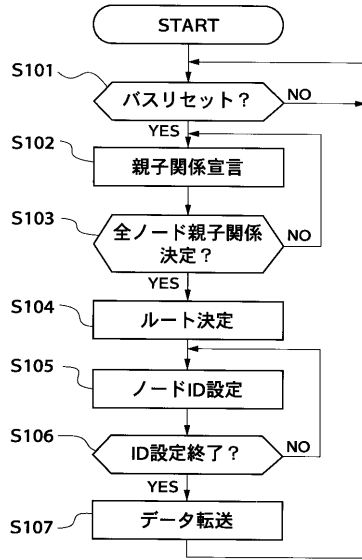 START
S101
バスリセット？
NO
YES
S102
親子関係宣言
S103
全ノード親子関係
決定？
NO
YES
S104
ルート決定
S105
ノードID設定
S106
ID設定終了？
NO
YES
S107
データ転送